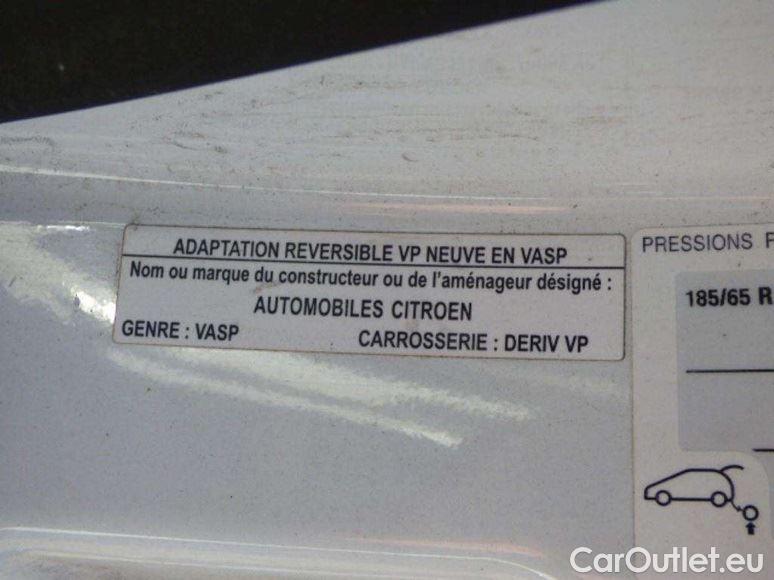 ADAPTATION REVERSIBLE VP NEUVE EN VASP
Nom ou marque du constructeur ou de l'aménageur désigné :
AUTOMOBILES CITROEN
GENRE : VASP CARROSSERIE : DERIV VP
PRESSIONS
185/65 R
CarOutlet.eu